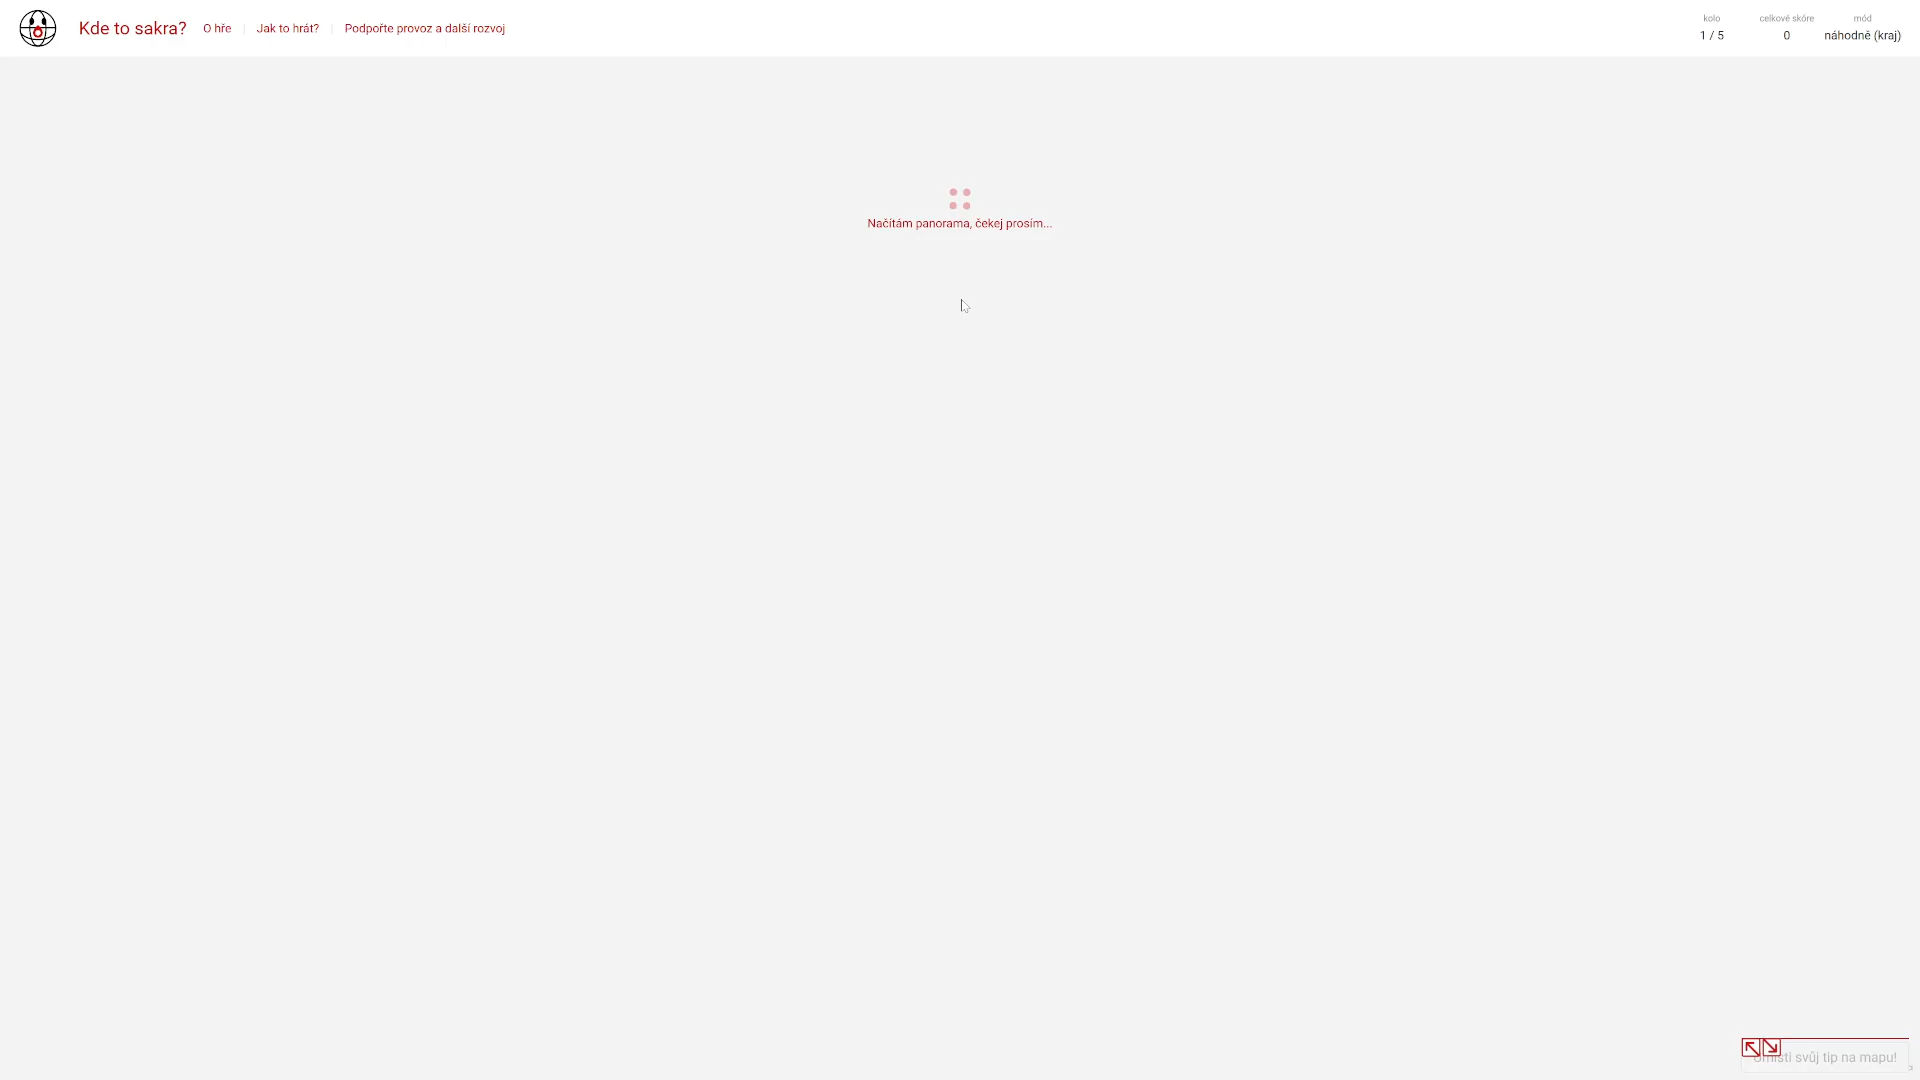 Kde to sakra?
O hře
Jak to hrát?
Podpořte provoz a další rozvoj
kolo
1 / 5
celkové skóre
0
mód
náhodně (kraj)
Načítám panorama, čekej prosím...
svůj tip na mapu!